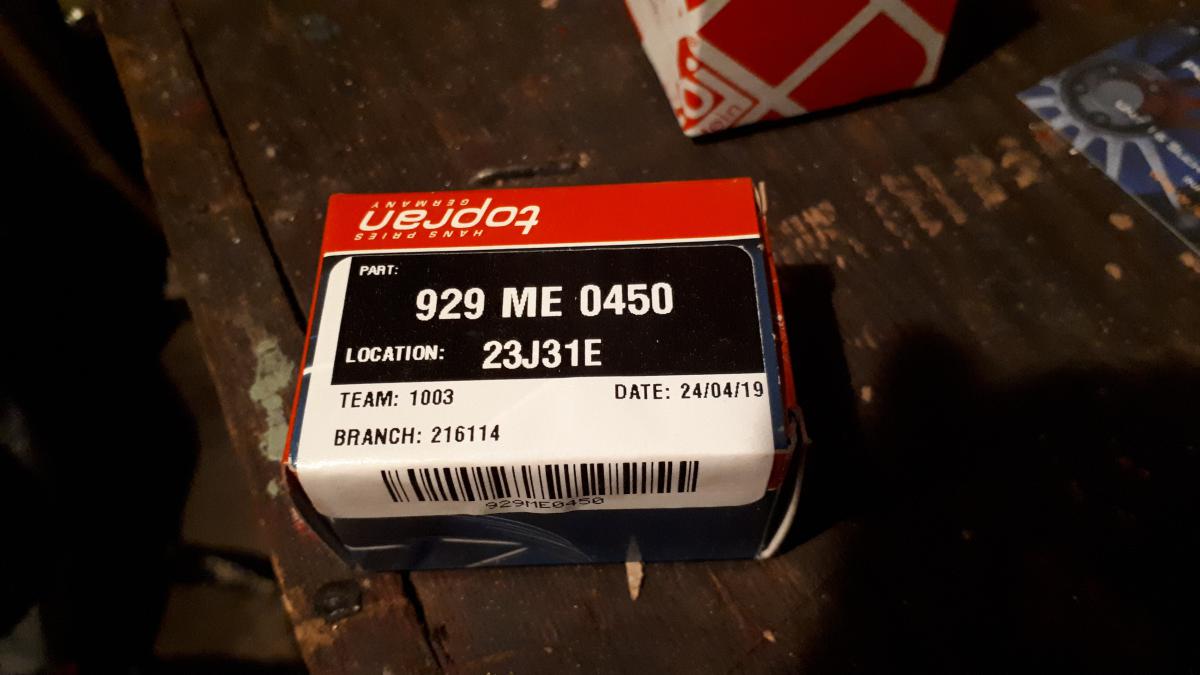 topran
HANS PRIES
GERMANY
PART:
929 ME 0450
LOCATION: 23J31E
TEAM: 1003
DATE: 24/04/19
BRANCH: 216114
929ME0450